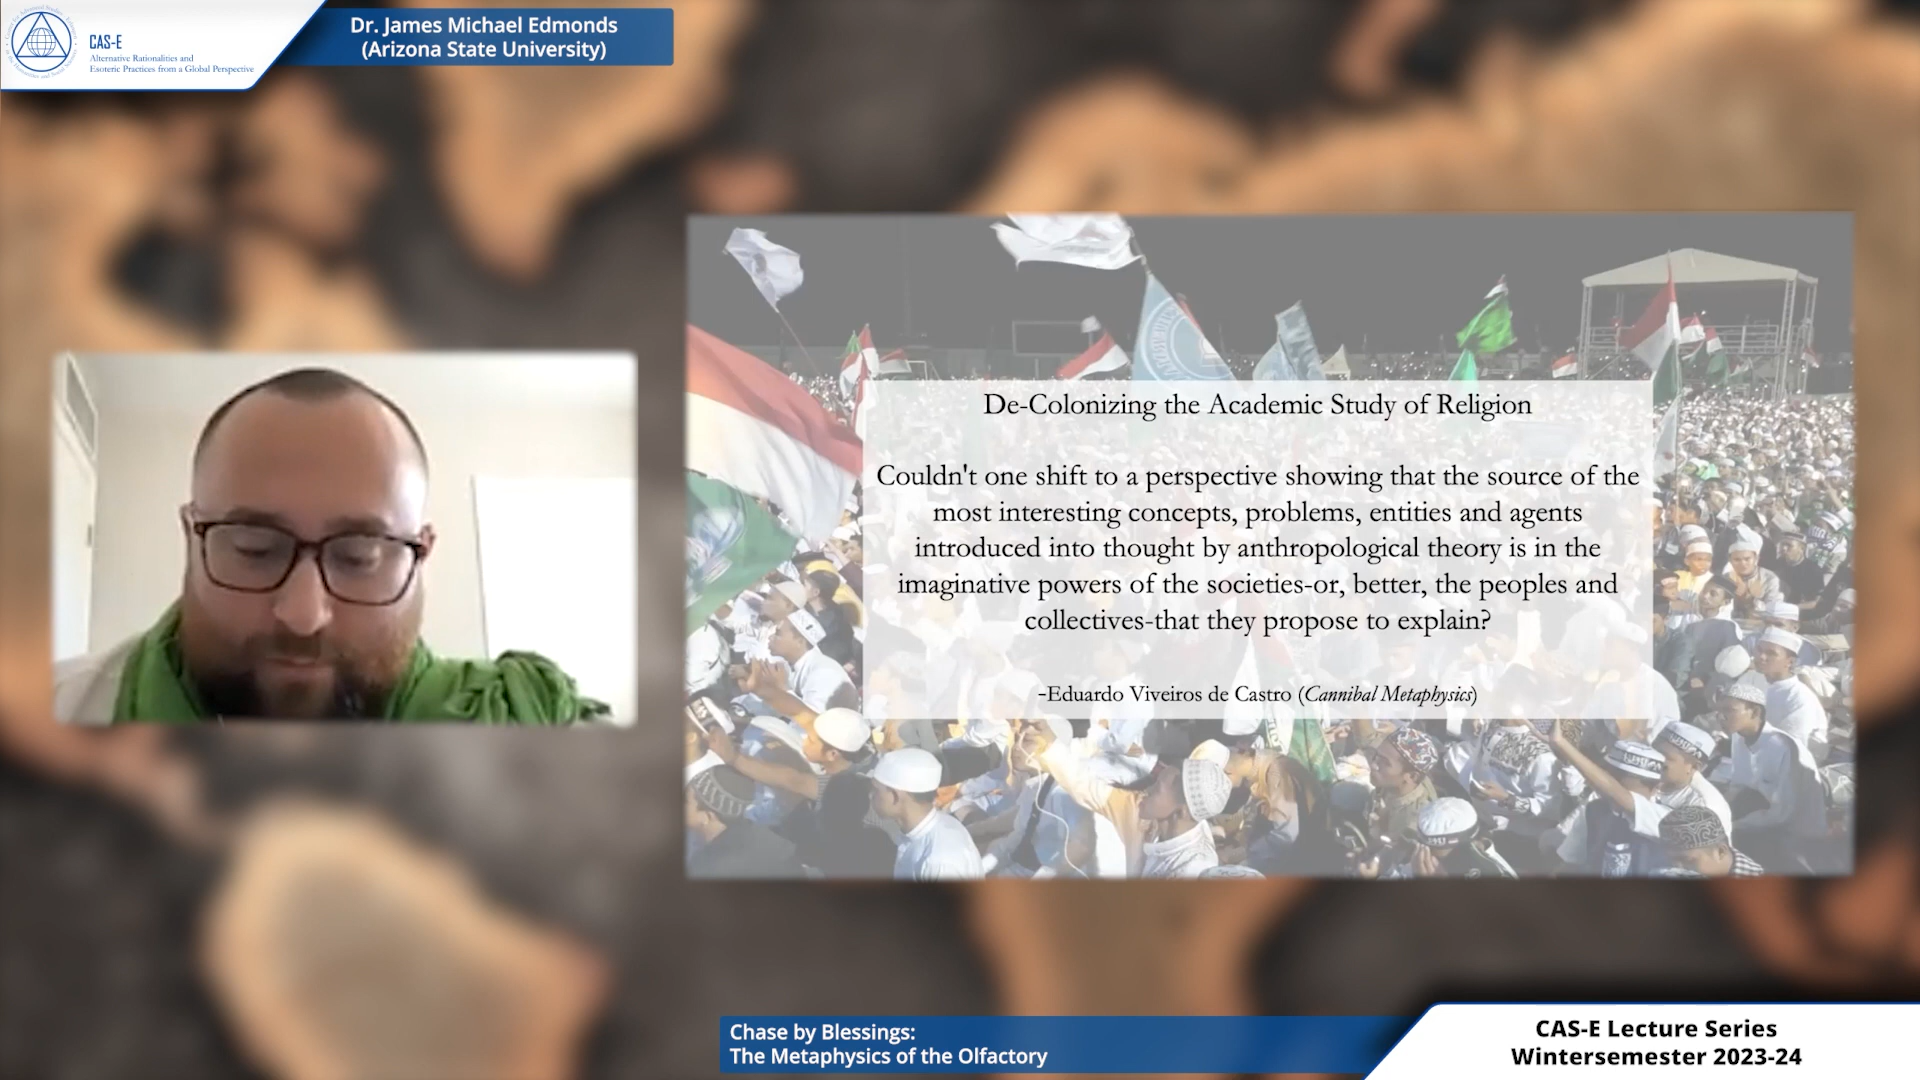 CAS-E
Alternative Rationalities and
Esoteric Practices from a Global Perspective
Dr. James Michael Edmonds
(Arizona State University)
De-Colonizing the Academic Study of Religion
Couldn't one shift to a perspective showing that the source of the
most interesting concepts, problems, entities and agents
introduced into thought by anthropological theory is in the
imaginative powers of the societies-or, better, the peoples and
collectives-that they propose to explain?
-Eduardo Viveiros de Castro (Cannibal Metaphysics)
Chase by Blessings:
The Metaphysics of the Olfactory
CAS-E Lecture Series
Wintersemester 2023-24